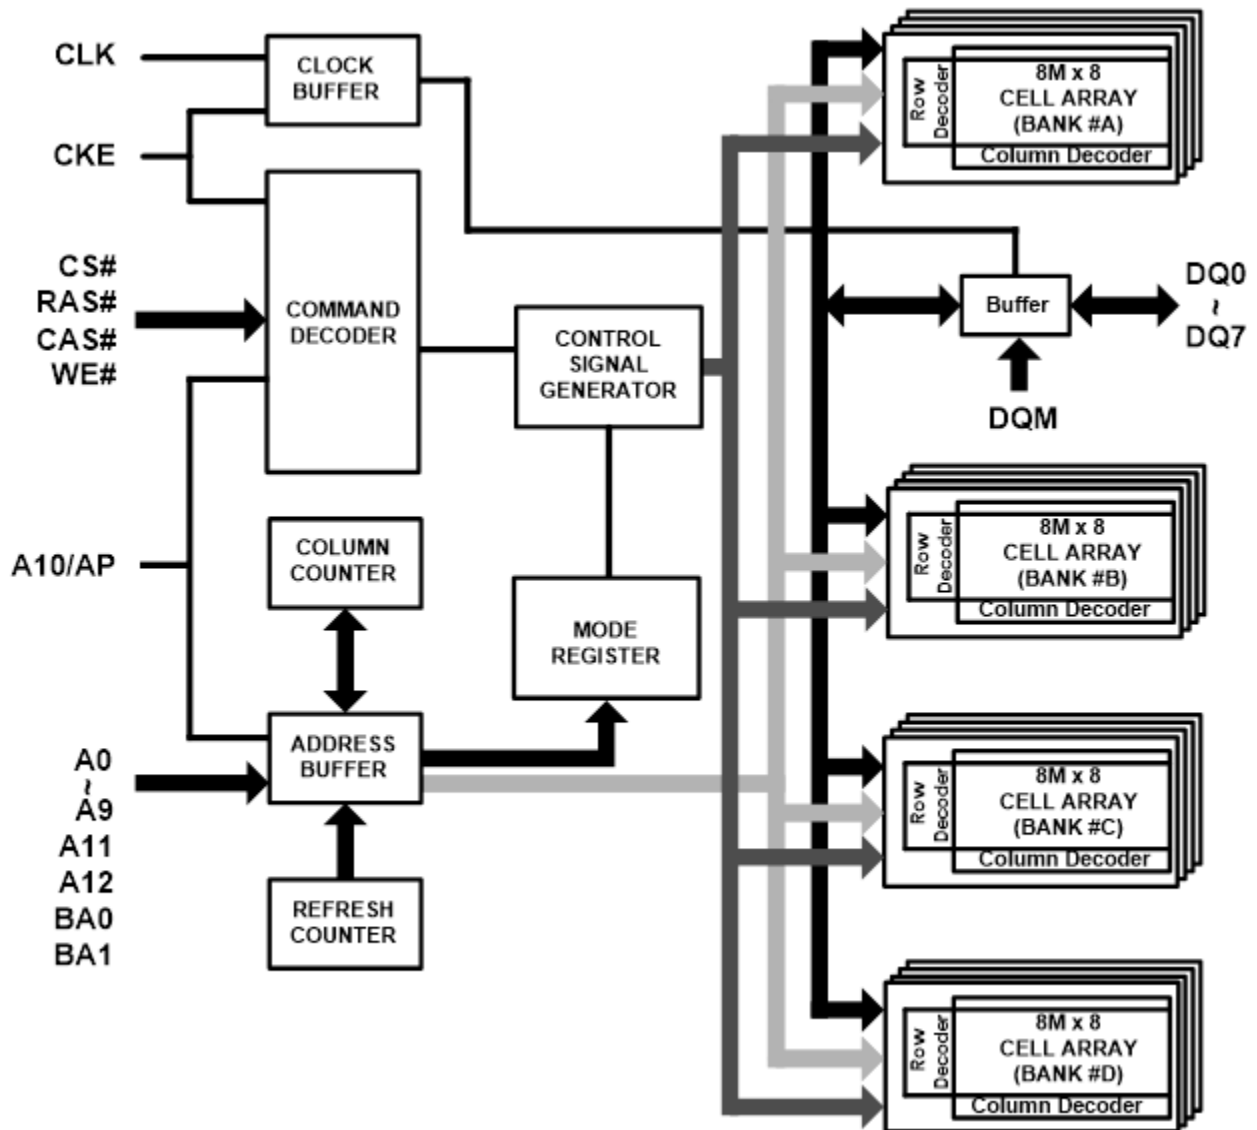 CLK
CKE
CS#
RAS#
CAS#
WE#
A10/AP
A0
~
A9
A11
A12
BA0
BA1
CLOCK
BUFFER
COMMAND
DECODER
COLUMN
COUNTER
ADDRESS
BUFFER
REFRESH
COUNTER
CONTROL
SIGNAL
GENERATOR
MODE
REGISTER
Row
Decoder
8M x 8
CELL ARRAY
(BANK #A)
Column Decoder
Buffer
DQM
DQ0
~
DQ7
Row
Decoder
8M x 8
CELL ARRAY
(BANK #B)
Column Decoder
Row
Decoder
8M x 8
CELL ARRAY
(BANK #C)
Column Decoder
Row
Decoder
8M x 8
CELL ARRAY
(BANK #D)
Column Decoder